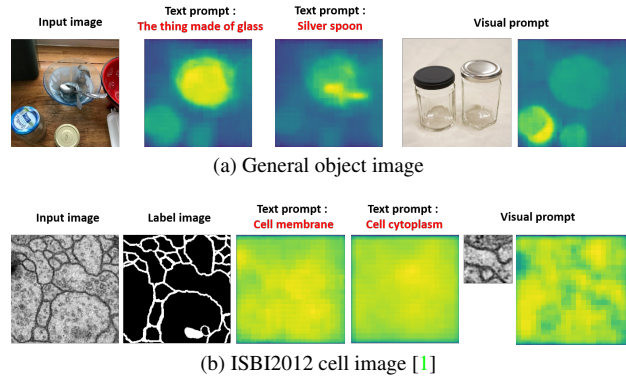 Input image
Text prompt :
The thing made of glass
Text prompt :
Silver spoon
Visual prompt
(a) General object image
Input image
Label image
Text prompt :
Cell membrane
Text prompt :
Cell cytoplasm
Visual prompt
(b) ISBI2012 cell image [1]